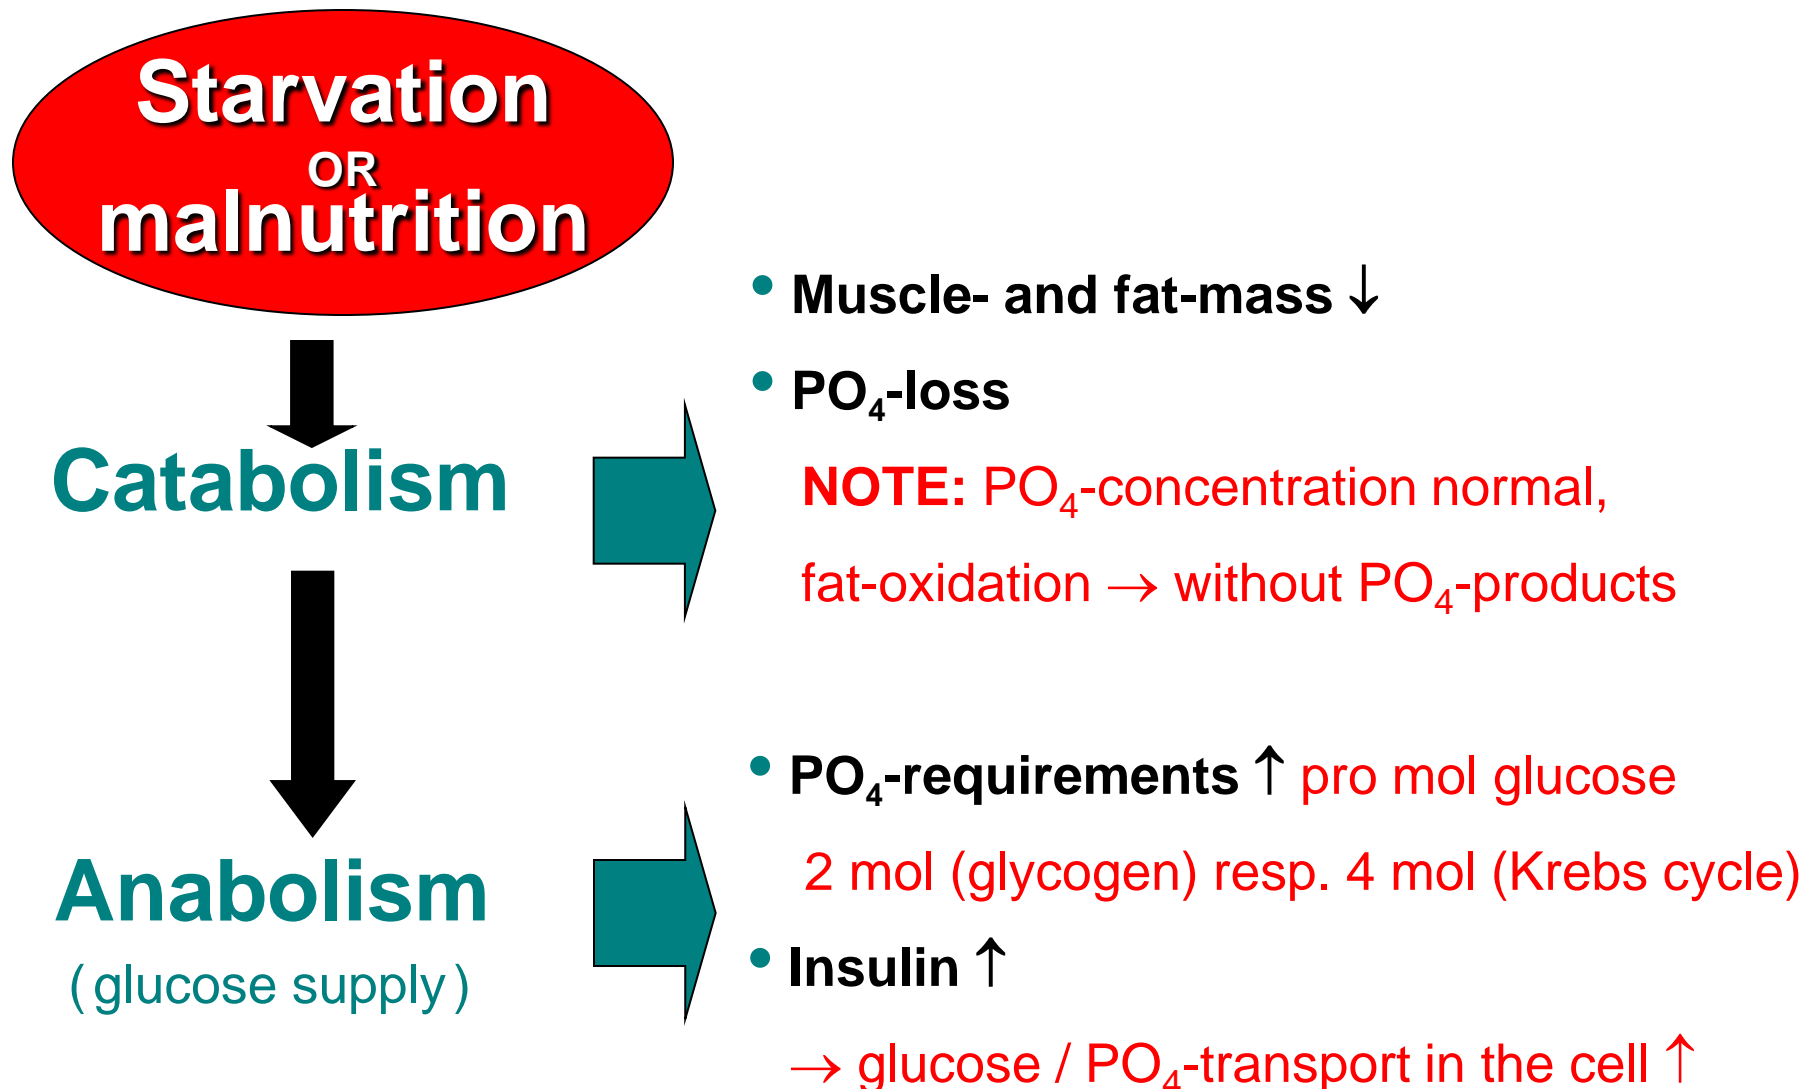 Starvation
OR
malnutrition
• Muscle- and fat-mass ↓
• PO₄-loss
Catabolism
NOTE: PO₄-concentration normal,
fat-oxidation → without PO₄-products
• PO₄-requirements ↑ pro mol glucose
2 mol (glycogen) resp. 4 mol (Krebs cycle)
Anabolism
(glucose supply)
• Insulin ↑
→ glucose / PO₄-transport in the cell ↑